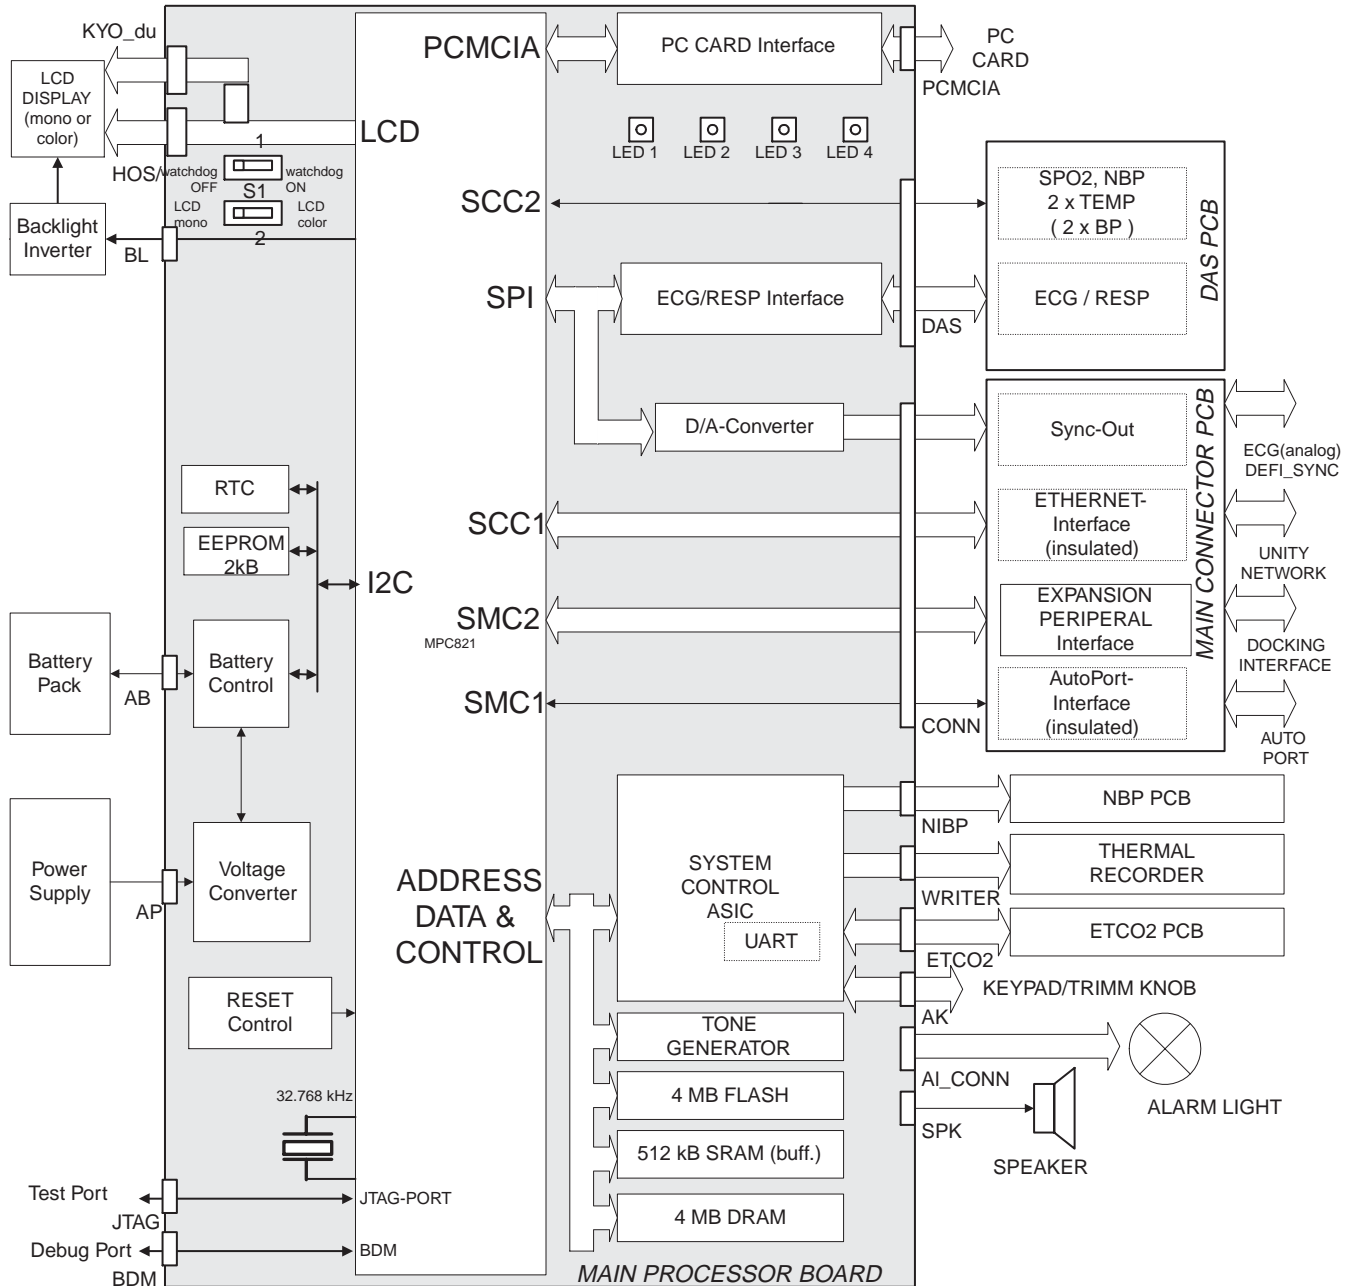 KYO_du
LCD
DISPLAY
(mono or
color)
HOS/
watchdog
OFF
1
watchdog
ON
S1
LCD
mono
LCD
color
2
Backlight
Inverter
BL
LCD
PCMCIA
PC CARD Interface
PC
CARD
PCMCIA
LED 1
LED 2
LED 3
LED 4
SCC2
SPO2, NBP
2 x TEMP
( 2 x BP )
DAS PCB
SPI
ECG/RESP Interface
DAS
ECG / RESP
D/A-Converter
Sync-Out
MAIN CONNECTOR PCB
ECG(analog)
DEFI_SYNC
RTC
EEPROM
2kB
I2C
SCC1
ETHERNET-
Interface
(insulated)
UNITY
NETWORK
SMC2
MPC821
EXPANSION
PERIPERAL
Interface
DOCKING
INTERFACE
Battery
Pack
AB
Battery
Control
SMC1
CONN
AutoPort-
Interface
(insulated)
AUTO
PORT
Power
Supply
AP
Voltage
Converter
ADDRESS
DATA &
CONTROL
SYSTEM
CONTROL
ASIC
UART
NIBP
NBP PCB
WRITER
THERMAL
RECORDER
ETCO2
ETCO2 PCB
AK
KEYPAD/TRIMM KNOB
RESET
Control
TONE
GENERATOR
AI_CONN
ALARM LIGHT
4 MB FLASH
SPK
SPEAKER
32.768 kHz
512 kB SRAM (buff.)
4 MB DRAM
Test Port
JTAG
JTAG-PORT
Debug Port
BDM
BDM
MAIN PROCESSOR BOARD